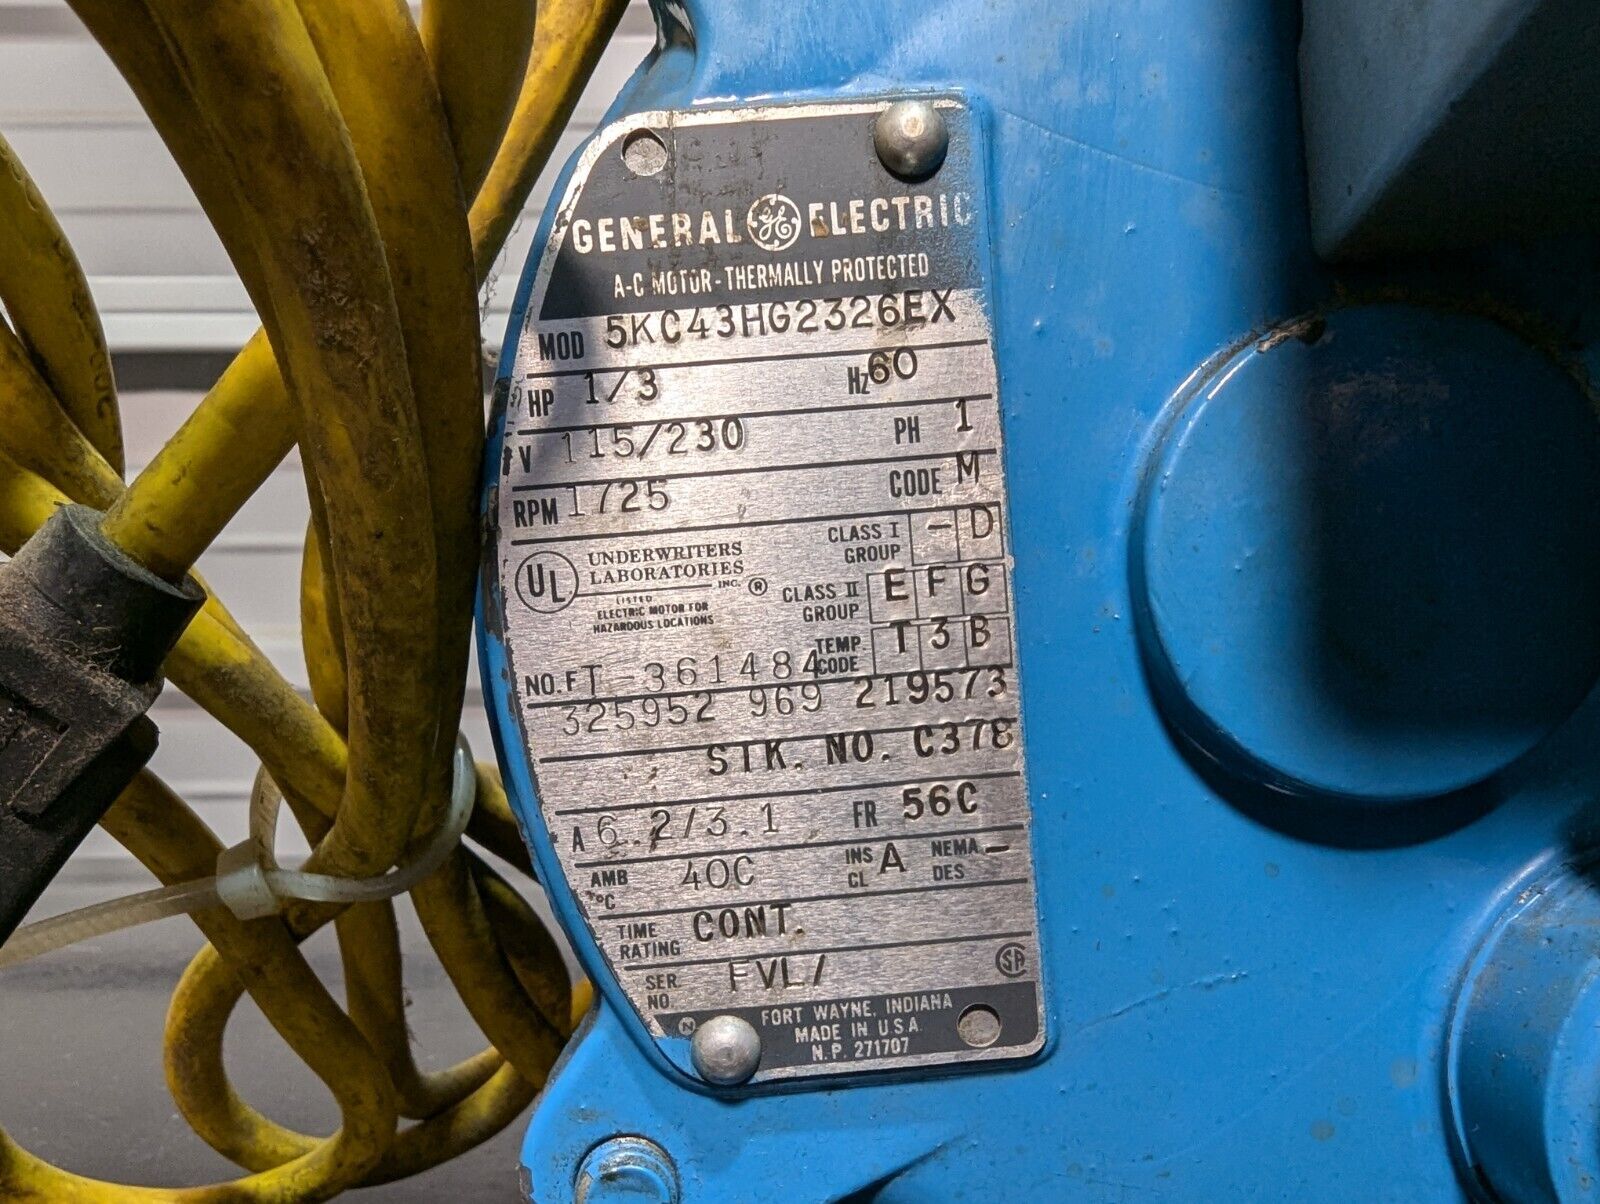 GENERAL GE ELECTRIC
A-C MOTOR-THERMALLY PROTECTED
MOD 5KC43HG2326EX
HP 1/3 Hz 60
V 115/230 PH 1
RPM 1725 CODE M
CLASS I GROUP - D
UL UNDERWRITERS LABORATORIES INC. ®
LISTED
ELECTRIC MOTOR FOR
HAZARDOUS LOCATIONS
CLASS II GROUP E F G
TEMP CODE T 3 B
NO. FT-361484
325952 969 219573
STK. NO. C378
A 6.2/3.1 FR 56C
AMB °C 40C INS CL A NEMA DES -
TIME RATING CONT.
SER. NO. FVL/
SA
N FORT WAYNE, INDIANA
MADE IN U.S.A.
N.P. 271707